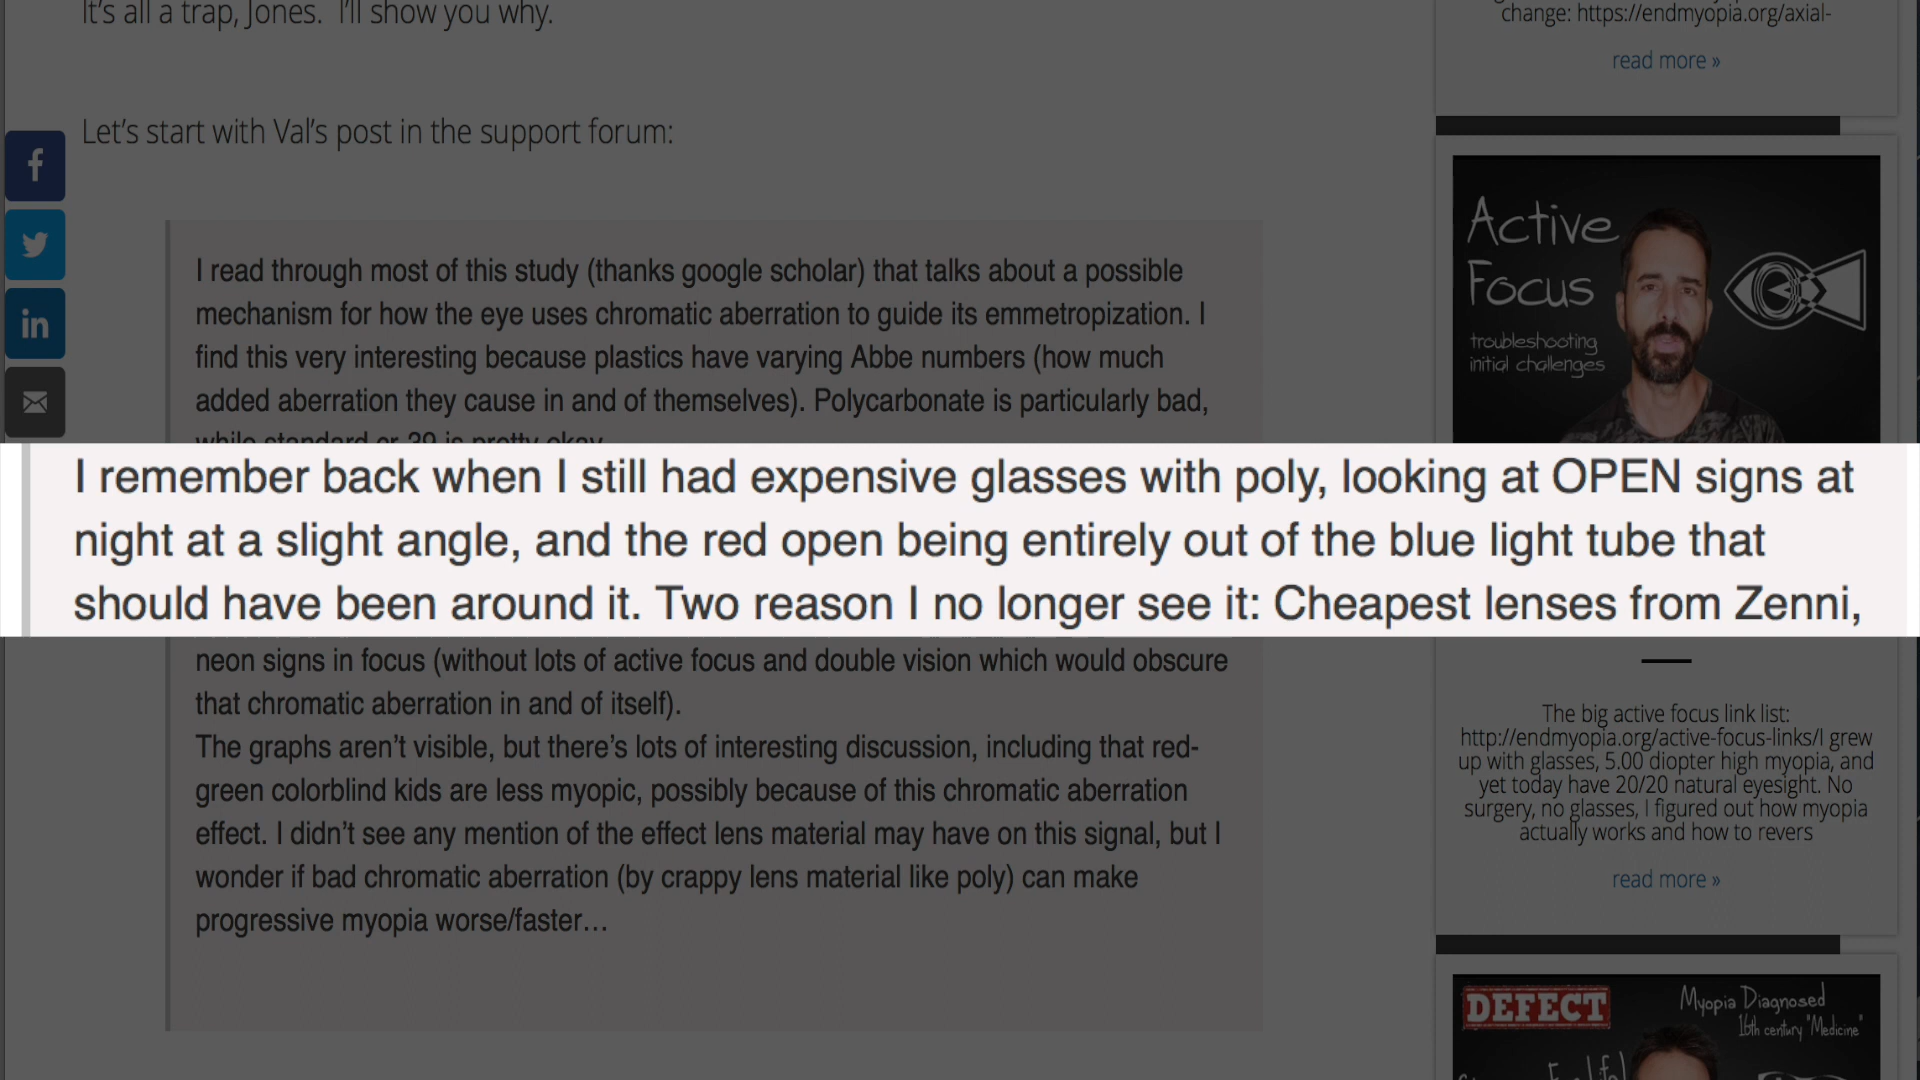 It's all a trap, Jones. I'll show you why.
Let's start with Val's post in the support forum:
I read through most of this study (thanks google scholar) that talks about a possible
mechanism for how the eye uses chromatic aberration to guide its emmetropization. I
find this very interesting because plastics have varying Abbe numbers (how much
added aberration they cause in and of themselves). Polycarbonate is particularly bad,
while standard cr-39 is pretty okay.
I remember back when I still had expensive glasses with poly, looking at OPEN signs at
night at a slight angle, and the red open being entirely out of the blue light tube that
should have been around it. Two reason I no longer see it: Cheapest lenses from Zenni,
neon signs in focus (without lots of active focus and double vision which would obscure
that chromatic aberration in and of itself).
The graphs aren't visible, but there's lots of interesting discussion, including that red-
green colorblind kids are less myopic, possibly because of this chromatic aberration
effect. I didn't see any mention of the effect lens material may have on this signal, but I
wonder if bad chromatic aberration (by crappy lens material like poly) can make
progressive myopia worse/faster…
change: https://endmyopia.org/axial-
read more »
Active
Focus
troubleshooting
initial challenges
The big active focus link list:
http://endmyopia.org/active-focus-links/I grew
up with glasses, 5.00 diopter high myopia, and
yet today have 20/20 natural eyesight. No
surgery, no glasses, I figured out how myopia
actually works and how to revers
read more »
DEFECT
Myopia Diagnosed
16th century "Medicine"